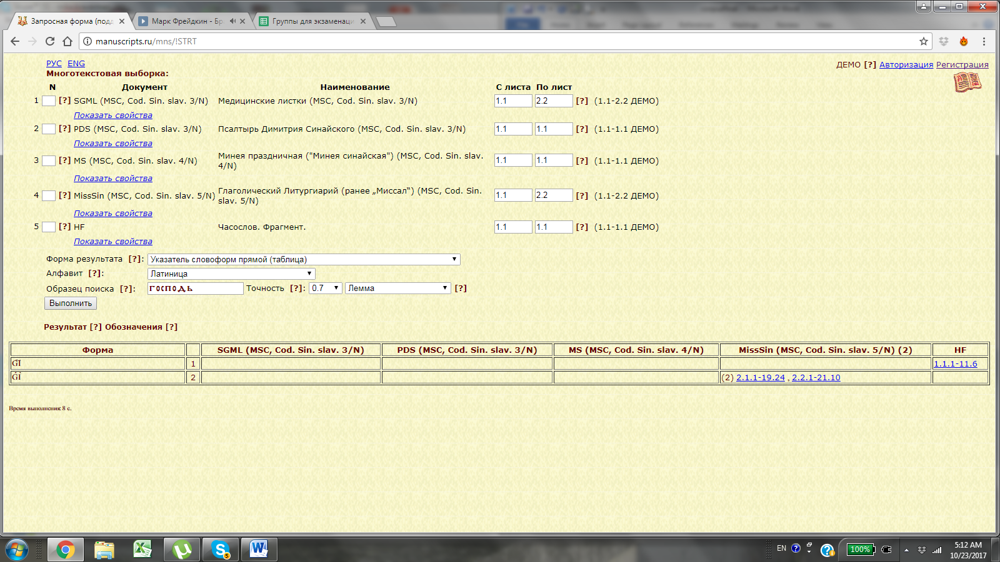 Запросная форма (подд
Марк Фрейдкин - Бр
Группы для экзаменаци
manuscripts.ru/mns/!STRT
РУС ENG
ДЕМО [?] Авторизация Регистрация
Многотекстовая выборка:
N Документ Наименование С листа По лист
1 [?] SGML (MSC, Cod. Sin. slav. 3/N) Медицинские листки (MSC, Cod. Sin. slav. 3/N) 1.1 2.2 [?] (1.1-2.2 ДЕМО)
Показать свойства
2 [?] PDS (MSC, Cod. Sin. slav. 3/N) Псалтырь Димитрия Синайского (MSC, Cod. Sin. slav. 3/N) 1.1 1.1 [?] (1.1-1.1 ДЕМО)
Показать свойства
3 [?] MS (MSC, Cod. Sin. slav. 4/N) Минея праздничная ("Минея синайская") (MSC, Cod. Sin. slav. 4/N) 1.1 1.1 [?] (1.1-1.1 ДЕМО)
Показать свойства
4 [?] MissSin (MSC, Cod. Sin. slav. 5/N) Глаголический Литургиарий (ранее „Миссал“) (MSC, Cod. Sin. slav. 5/N) 1.1 2.2 [?] (1.1-2.2 ДЕМО)
Показать свойства
5 [?] HF Часослов. Фрагмент. 1.1 1.1 [?] (1.1-1.1 ДЕМО)
Показать свойства
Форма результата [?]: Указатель словоформ прямой (таблица)
Алфавит [?]: Латиница
Образец поиска [?]: господь Точность [?]: 0.7 Лемма [?]
Выполнить
Результат [?] Обозначения [?]
Форма SGML (MSC, Cod. Sin. slav. 3/N) PDS (MSC, Cod. Sin. slav. 3/N) MS (MSC, Cod. Sin. slav. 4/N) MissSin (MSC, Cod. Sin. slav. 5/N) (2) HF
1 1.1.1-11.6
2 (2) 2.1.1-19.24 , 2.2.1-21.10
Время выполнения: 8 с.
EN 100% 5:12 AM
10/23/2017